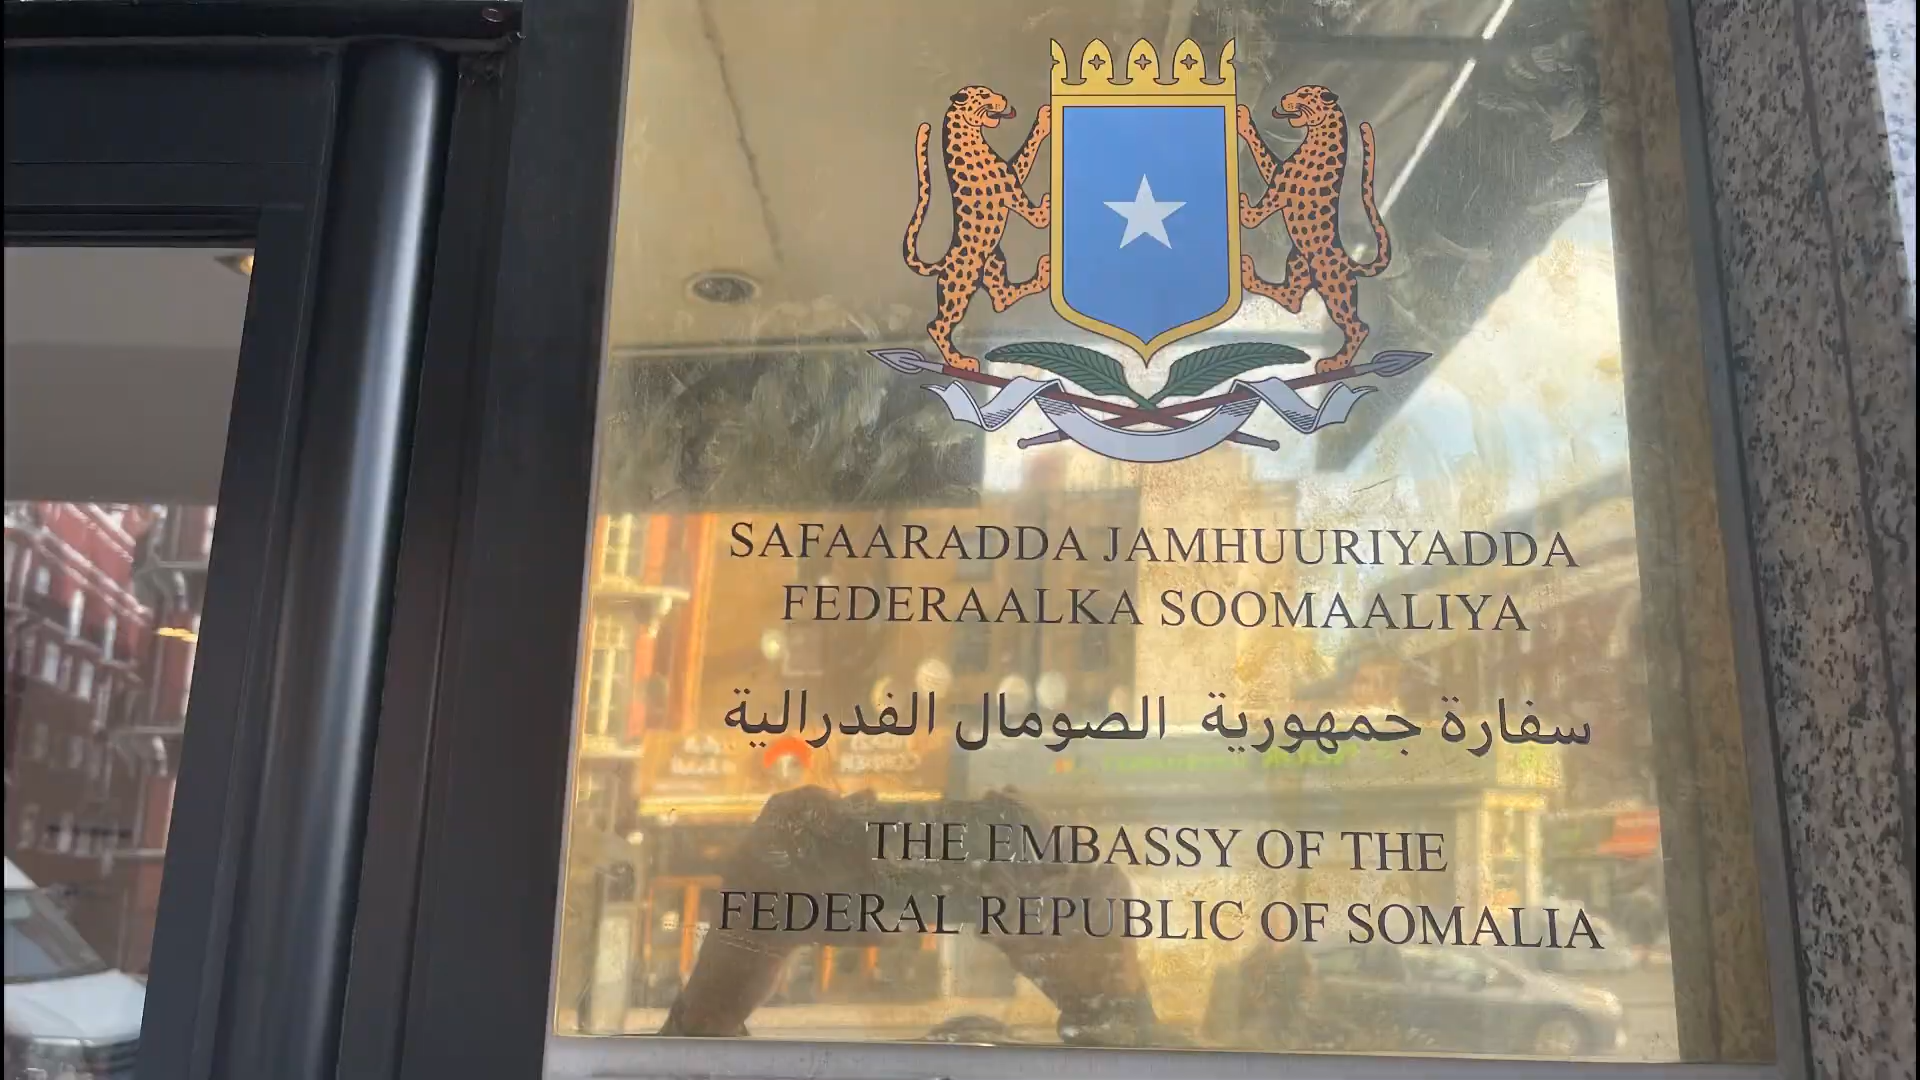 SAFAARADDA JAMHUURIYADDA
FEDERAALKA SOOMAALIYA
سفارة جمهورية الصومال الفدرالية
THE EMBASSY OF THE
FEDERAL REPUBLIC OF SOMALIA